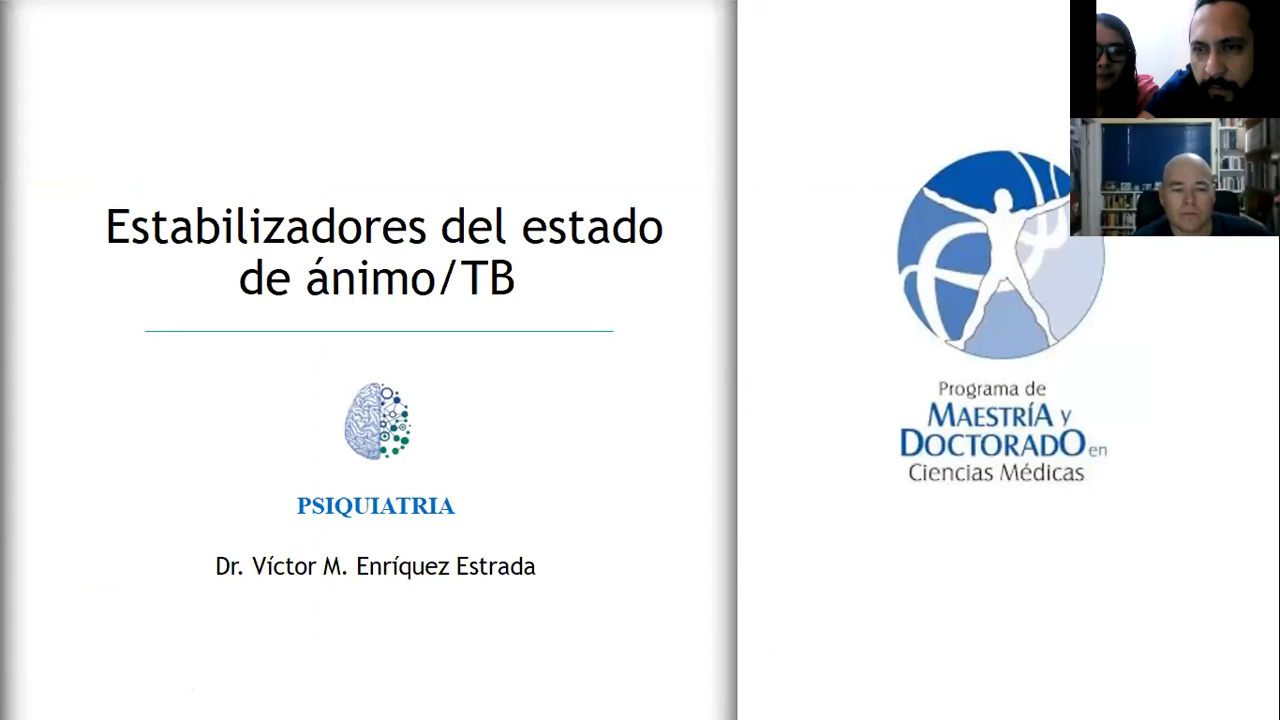 Estabilizadores del estado
de ánimo/TB
PSIQUIATRIA
Dr. Víctor M. Enríquez Estrada
Programa de
MAESTRÍA y
DOCTORADO en
Ciencias Médicas